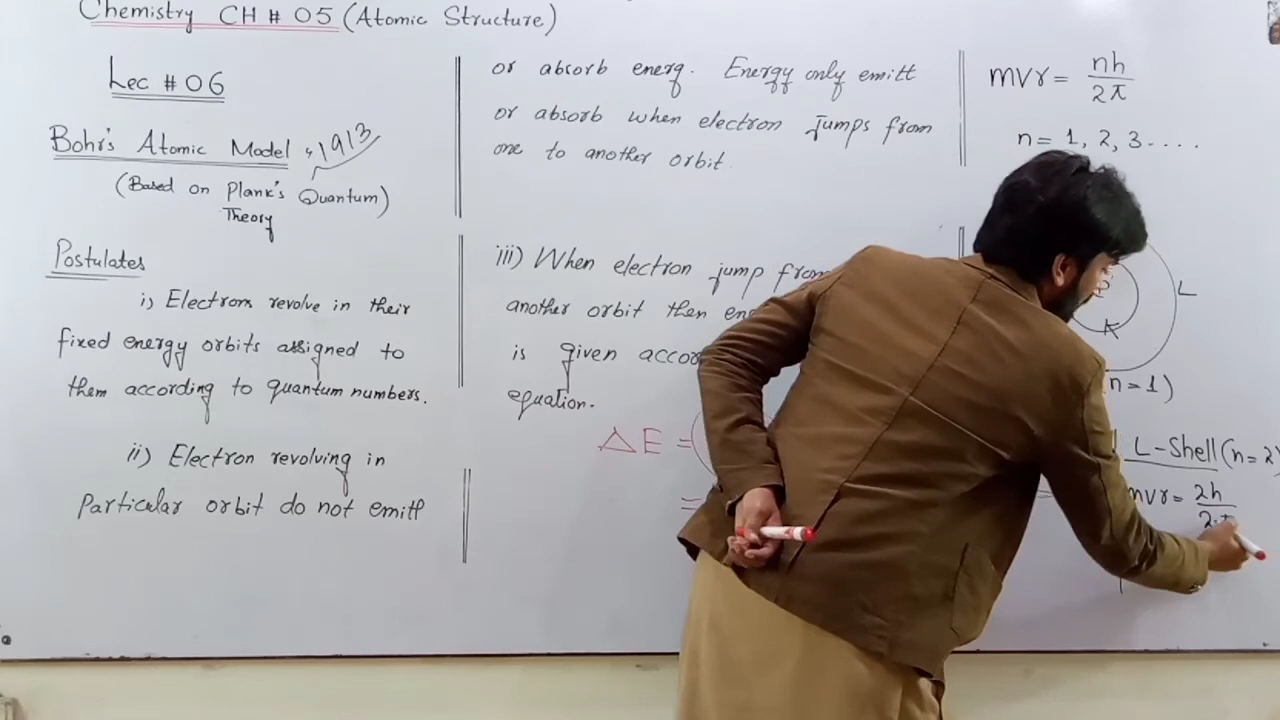 Chemistry CH # 05 (Atomic Structure)
Lec # 06
Bohr's Atomic Model, 1913
(Based on Plank's Quantum)
Theory
Postulates
i) Electrons revolve in their
fixed energy orbits assigned to
them according to quantum numbers.
ii) Electron revolving in
Particular orbit do not emitt
or absorb energ. Energy only emitt
or absorb when electron Jumps from
one to another orbit.
iii) When electron jump from
another orbit then
is given
equation.
ΔE =
=
mvr = nh/2π
n = 1, 2, 3 ....
L
K
(n=1)
L-Shell (n=2)
mvr = 2h/2π